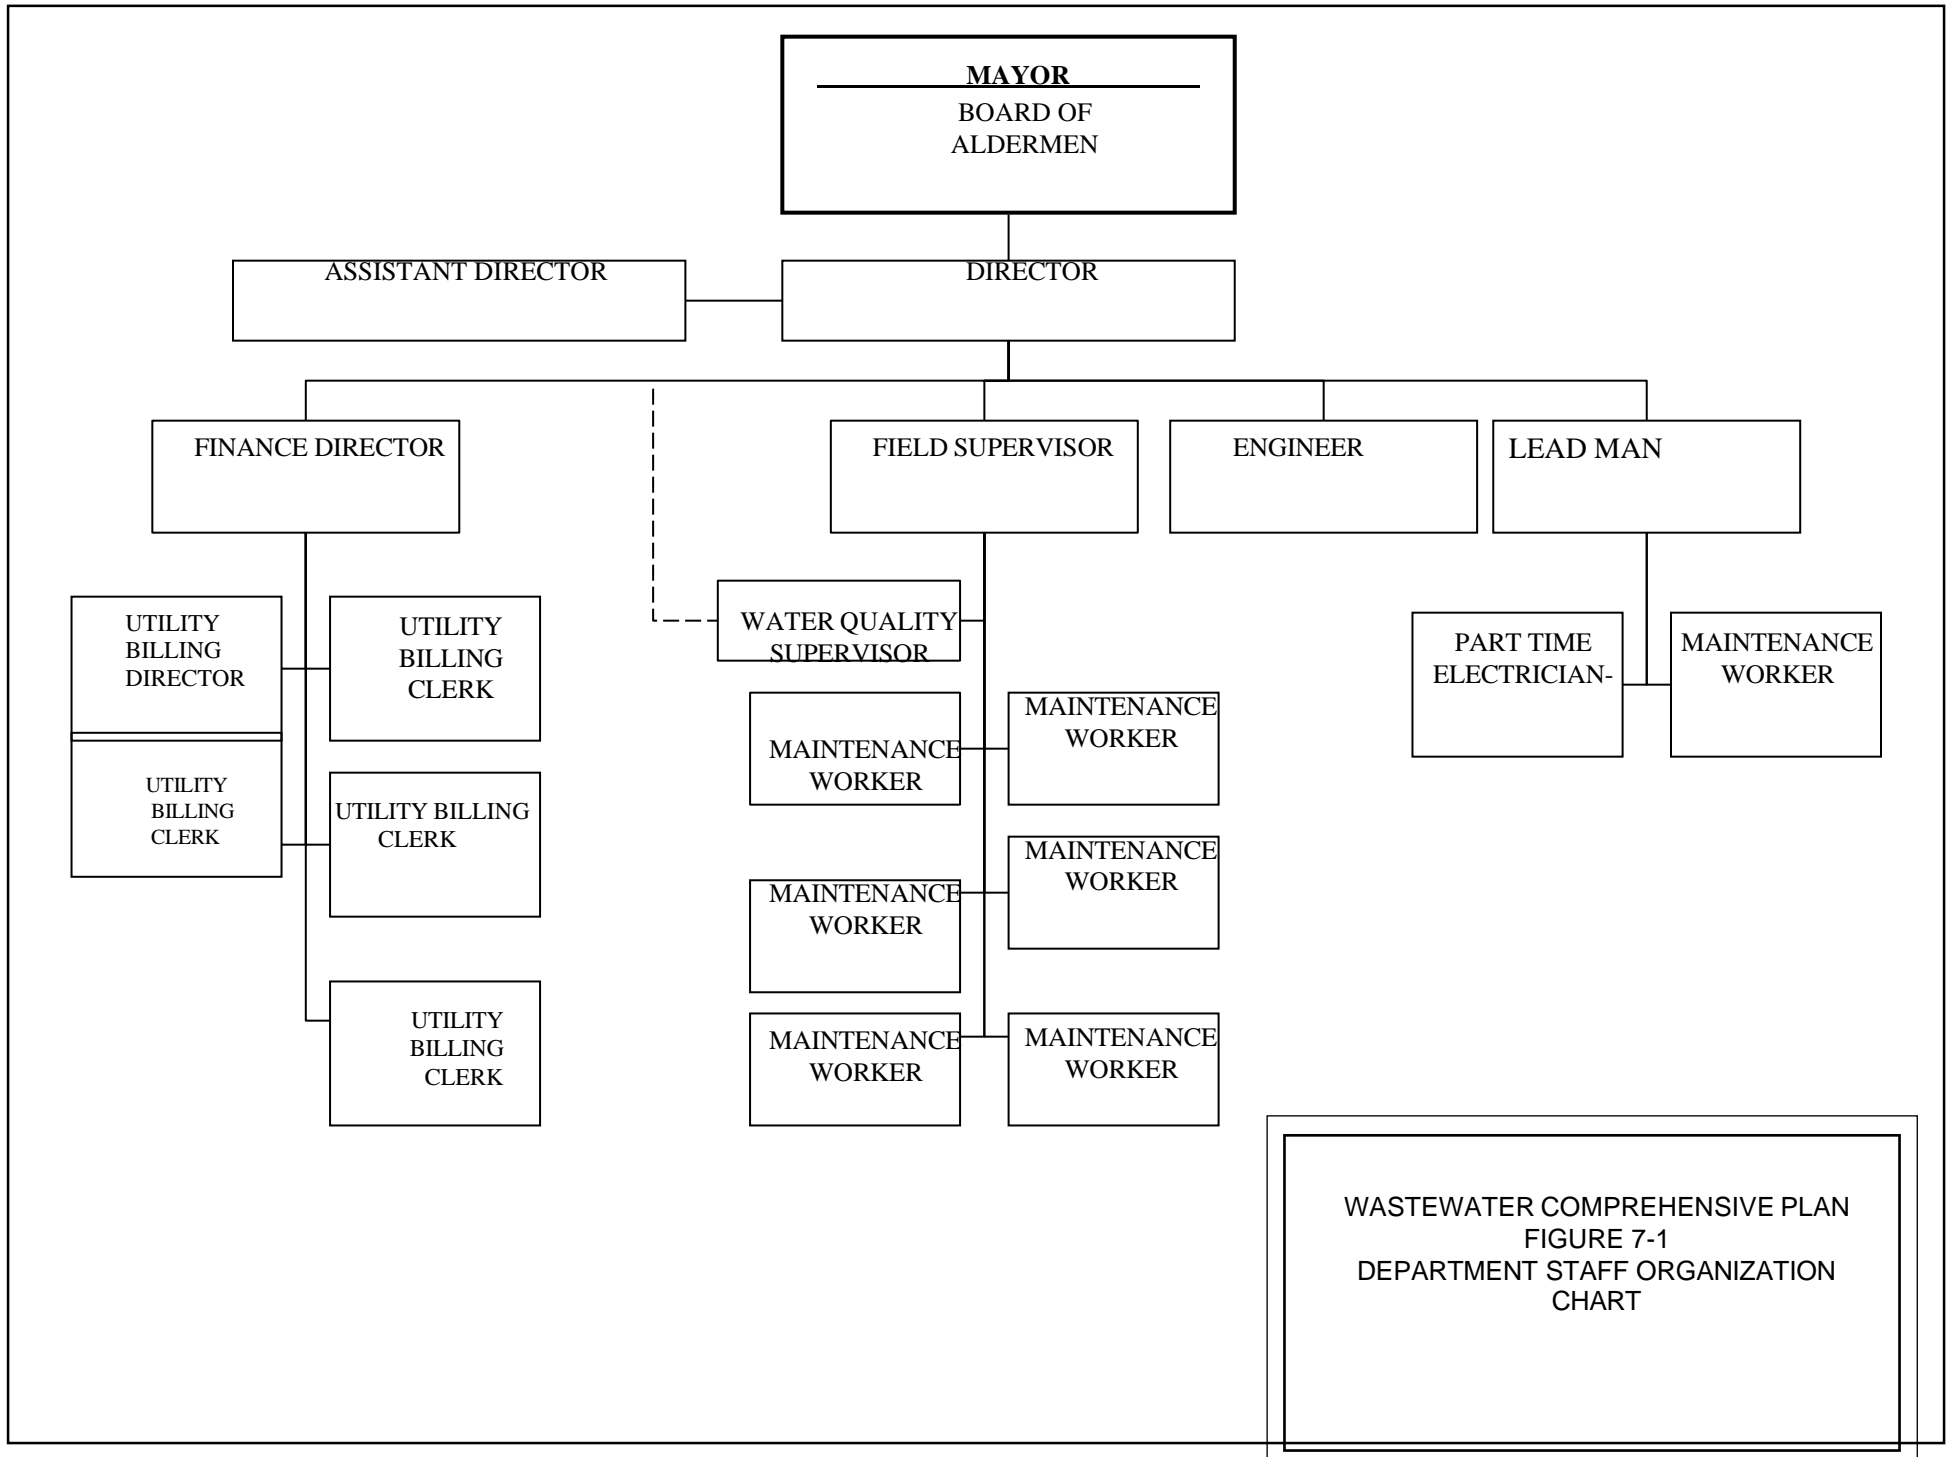 MAYOR
BOARD OF
ALDERMEN
ASSISTANT DIRECTOR
DIRECTOR
FINANCE DIRECTOR
FIELD SUPERVISOR
ENGINEER
LEAD MAN
UTILITY
BILLING
DIRECTOR
UTILITY
BILLING
CLERK
UTILITY
BILLING
CLERK
UTILITY BILLING
CLERK
UTILITY
BILLING
CLERK
WATER QUALITY
SUPERVISOR
MAINTENANCE
WORKER
MAINTENANCE
WORKER
MAINTENANCE
WORKER
MAINTENANCE
WORKER
MAINTENANCE
WORKER
MAINTENANCE
WORKER
PART TIME
ELECTRICIAN-
MAINTENANCE
WORKER
WASTEWATER COMPREHENSIVE PLAN
FIGURE 7-1
DEPARTMENT STAFF ORGANIZATION
CHART